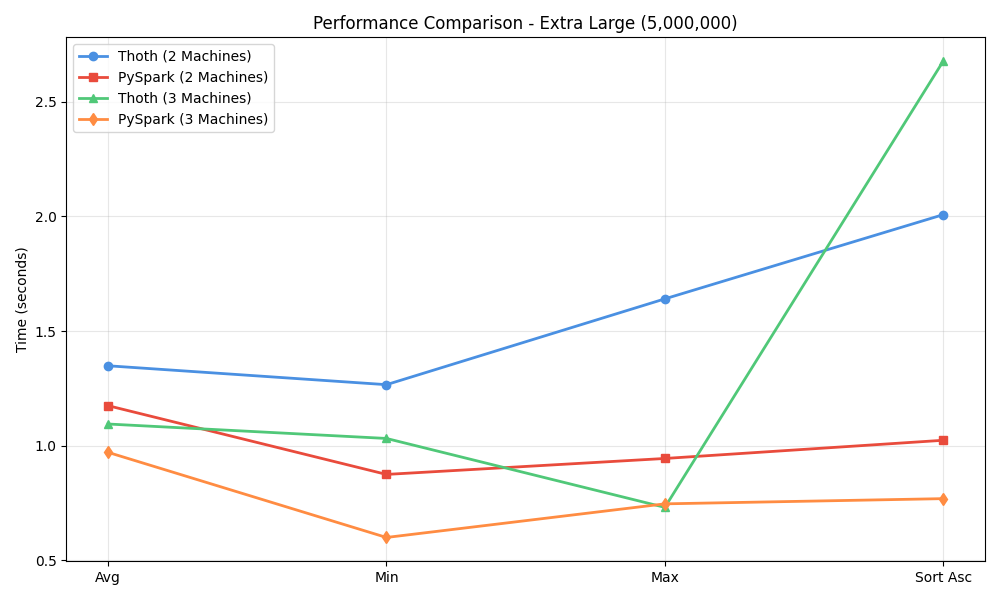 Performance Comparison - Extra Large (5,000,000)
Thoth (2 Machines)
PySpark (2 Machines)
Thoth (3 Machines)
PySpark (3 Machines)
Time (seconds)
2.5
2.0
1.5
1.0
0.5
Avg Min Max Sort Asc